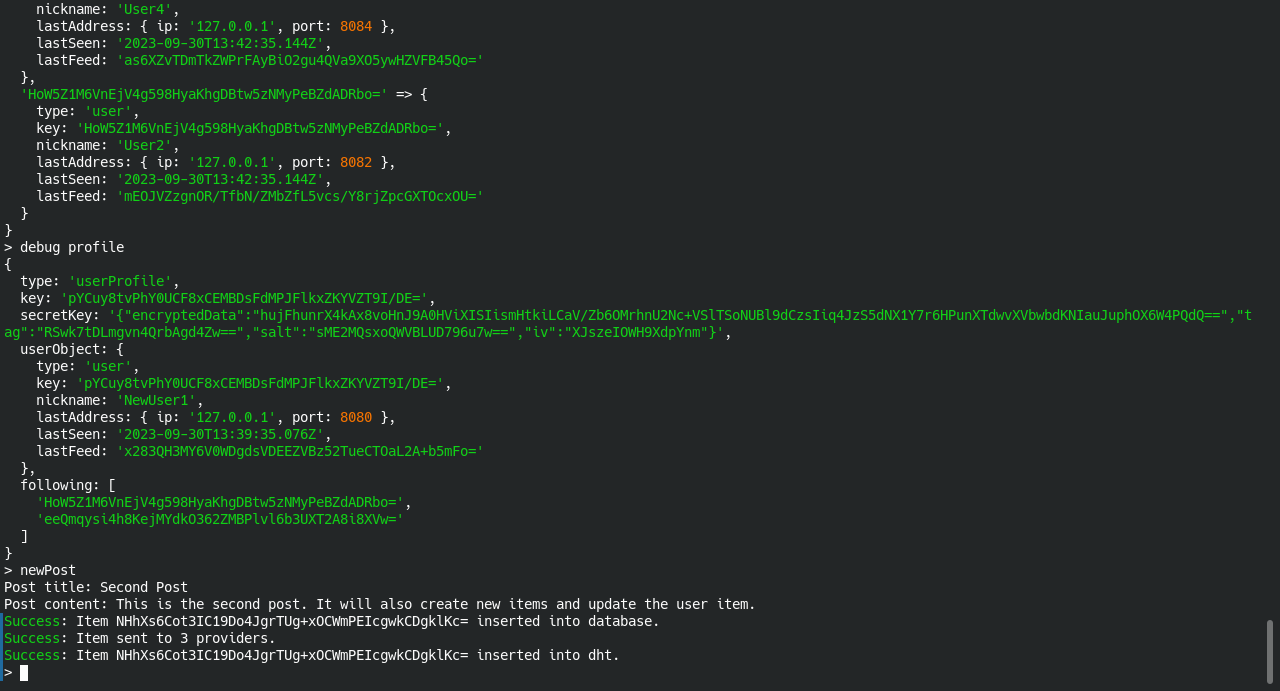 nickname: 'User4',
lastAddress: { ip: '127.0.0.1', port: 8084 },
lastSeen: '2023-09-30T13:42:35.144Z',
lastFeed: 'as6XZvTDmTkZWPrFAyBiO2gu4QVa9XO5ywHZVFB45Qo='
},
'HoW5Z1M6VnEjV4g598HyaKhgDBtw5zNMyPeBZdADRbo=' => {
type: 'user',
key: 'HoW5Z1M6VnEjV4g598HyaKhgDBtw5zNMyPeBZdADRbo=',
nickname: 'User2',
lastAddress: { ip: '127.0.0.1', port: 8082 },
lastSeen: '2023-09-30T13:42:35.144Z',
lastFeed: 'mEOJVZzgnOR/TfbN/ZMbZfL5vcs/Y8rjZpcGXTOcxOU='
}
}
> debug profile
{
type: 'userProfile',
key: 'pYCuy8tvPhY0UCF8xCEMBDsFdMPJFlkxZKYVZT9I/DE=',
secretKey: '{"encryptedData":"hujFhunrX4kAx8voHnJ9A0HViXISIismHtkiLCaV/Zb6OMrhnU2Nc+VSlTSoNUBl9dCzsIiq4JzS5dNX1Y7r6HPunXTdwvXVbwbdKNIauJuphOX6W4PQdQ==","t
ag":"RSwk7tDLmgvn4QrbAgd4Zw==","salt":"sME2MQsxoQWVBLUD796u7w==","iv":"XJszeIOWH9XdpYnm"}',
userObject: {
type: 'user',
key: 'pYCuy8tvPhY0UCF8xCEMBDsFdMPJFlkxZKYVZT9I/DE=',
nickname: 'NewUser1',
lastAddress: { ip: '127.0.0.1', port: 8080 },
lastSeen: '2023-09-30T13:39:35.076Z',
lastFeed: 'x283QH3MY6V0WDgdsVDEEZVBz52TueCTOaL2A+b5mFo='
},
following: [
'HoW5Z1M6VnEjV4g598HyaKhgDBtw5zNMyPeBZdADRbo=',
'eeQmqysi4h8KejMYdkO362ZMBPlvl6b3UXT2A8i8XVw='
]
}
> newPost
Post title: Second Post
Post content: This is the second post. It will also create new items and update the user item.
Success: Item NHhXs6Cot3IC19Do4JgrTUg+xOCWmPEIcgwkCDgklKc= inserted into database.
Success: Item sent to 3 providers.
Success: Item NHhXs6Cot3IC19Do4JgrTUg+xOCWmPEIcgwkCDgklKc= inserted into dht.
>